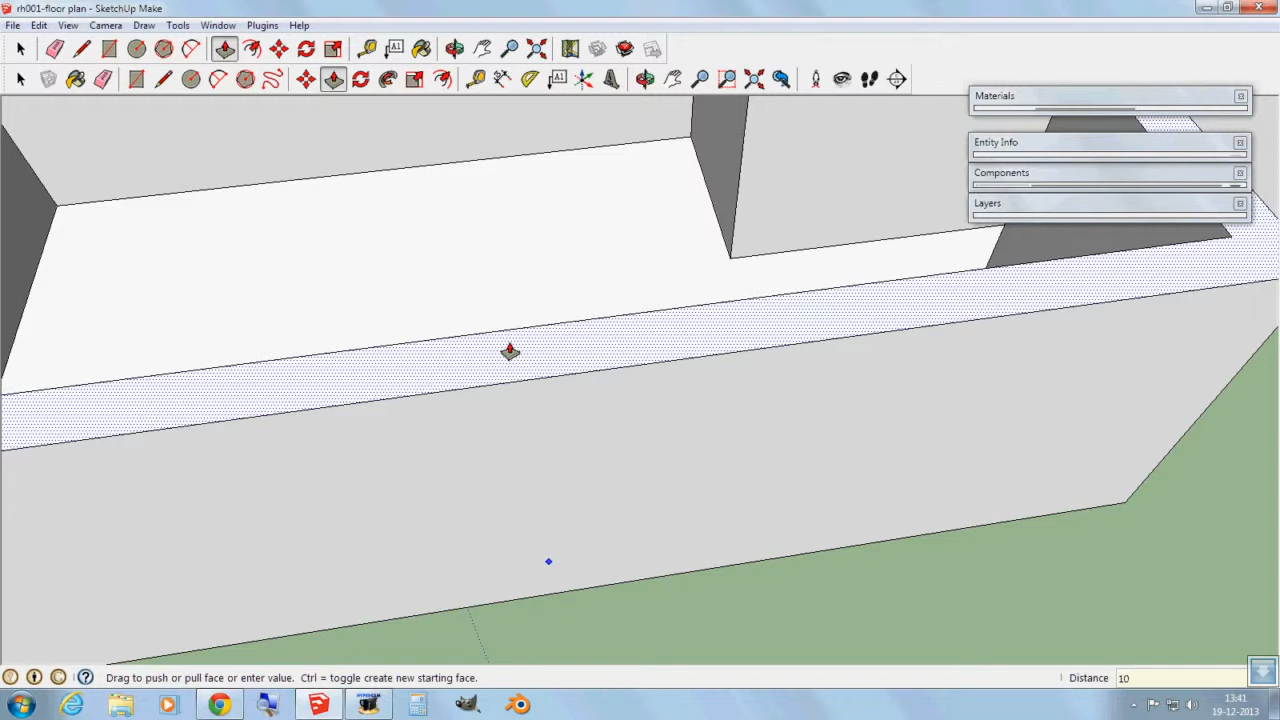 rh001-floor plan - SketchUp Make
File Edit View Camera Draw Tools Window Plugins Help
A1
A1
Materials
Entity Info
Components
Layers
Drag to push or pull face or enter value. Ctrl = toggle create new starting face.
Distance 10
13:41
19-12-2013